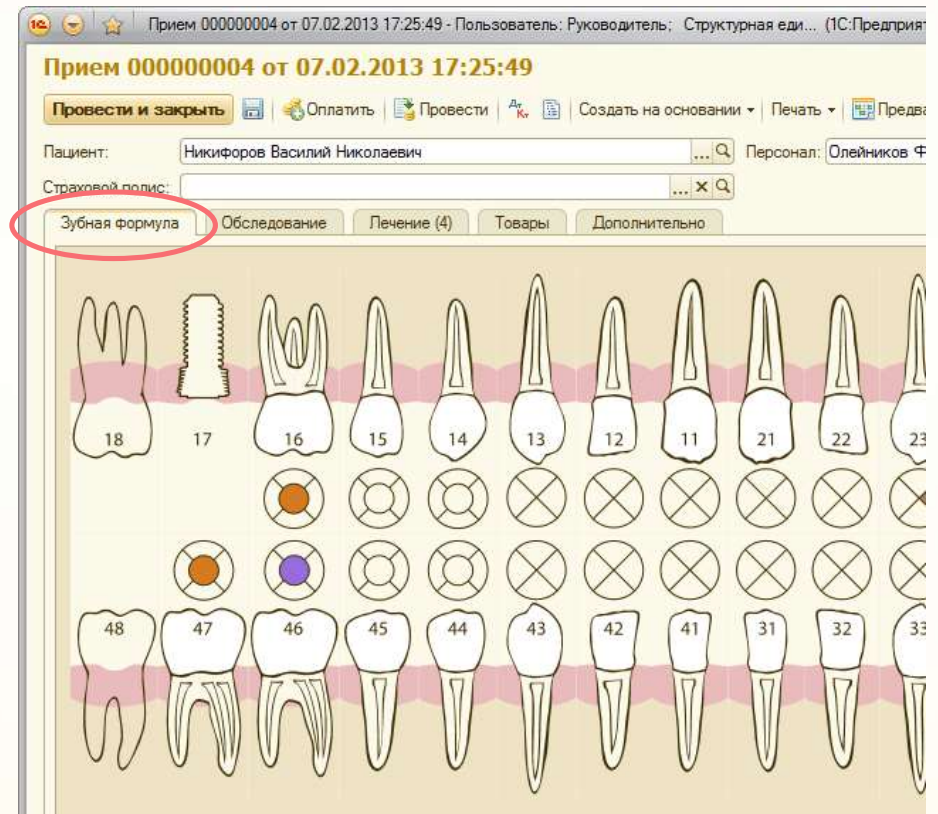 Прием 000000004 от 07.02.2013 17:25:49 - Пользователь: Руководитель; Структурная еди... (1С:Предприят
Прием 000000004 от 07.02.2013 17:25:49
Провести и закрыть Оплатить Провести Дт Кт Создать на основании Печать Предва
Пациент: Никифоров Василий Николаевич ... Персонал: Олейников Ф
Страховой полис: ... x
Зубная формула Обследование Лечение (4) Товары Дополнительно
18 17 16 15 14 13 12 11 21 22 23
48 47 46 45 44 43 42 41 31 32 33